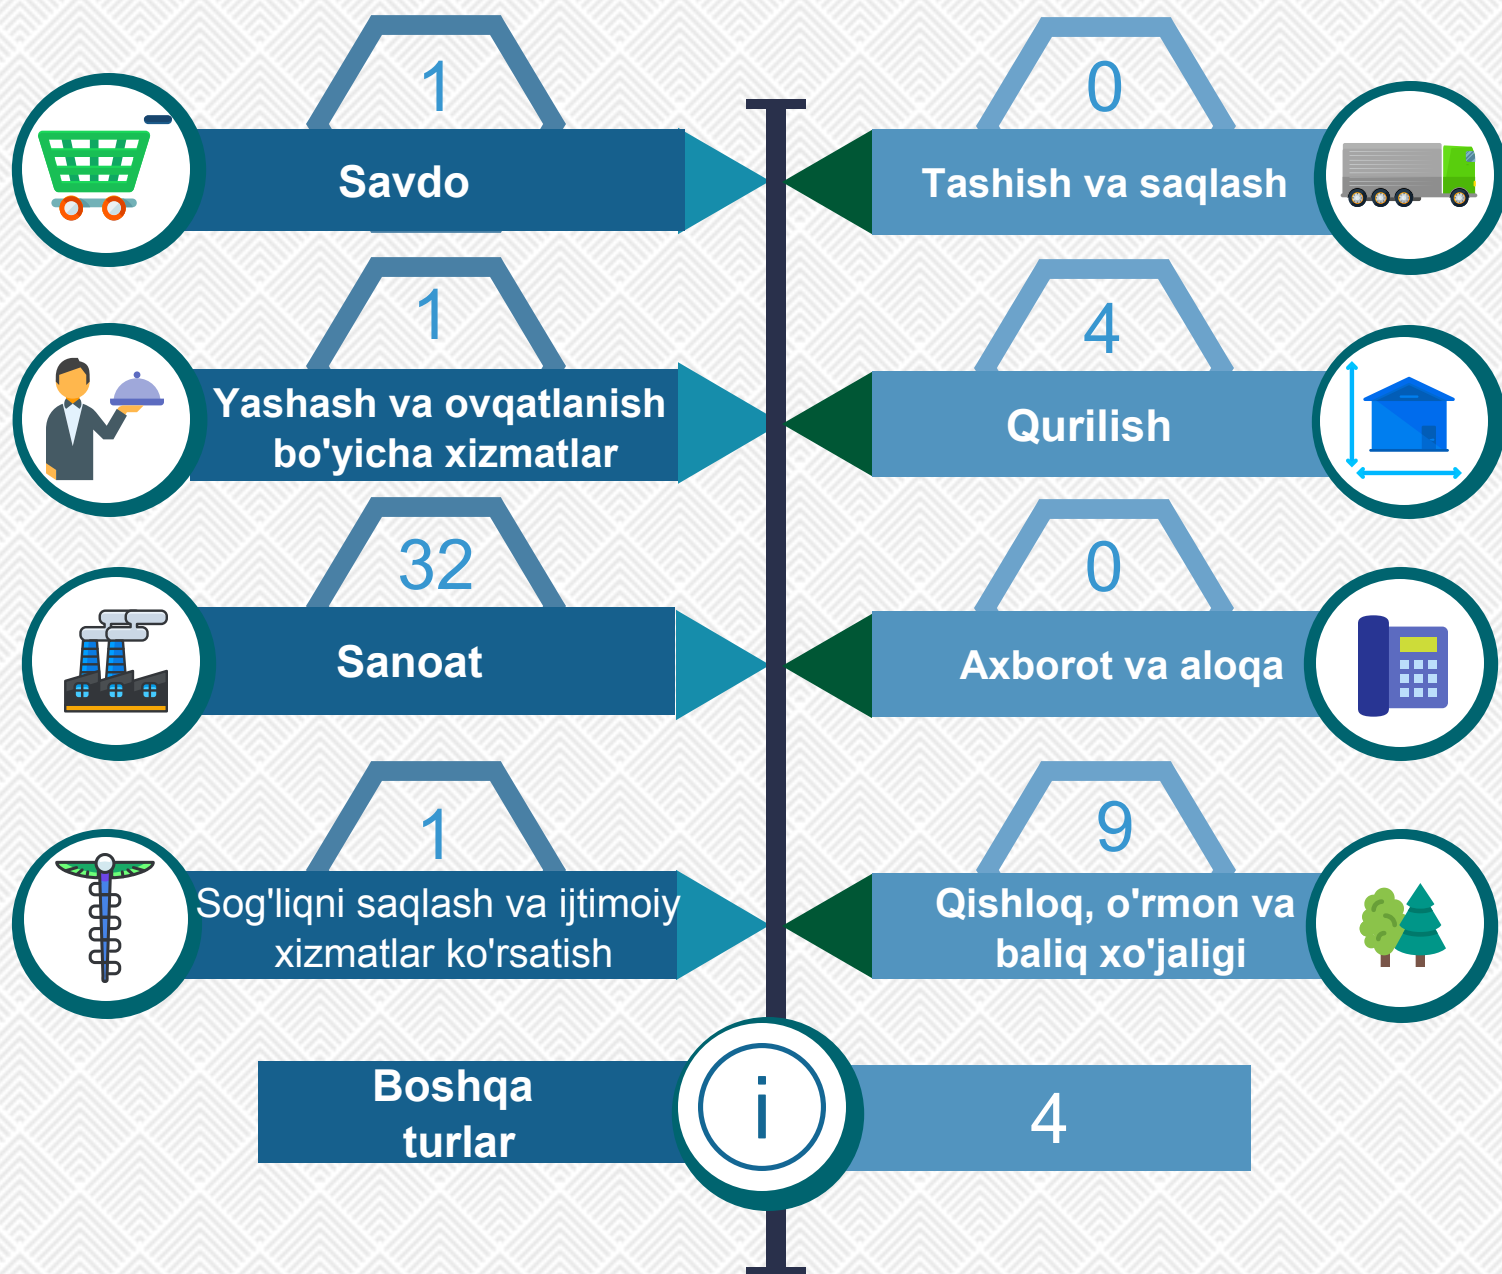 1
Savdo
0
Tashish va saqlash
1
Yashash va ovqatlanish
bo'yicha xizmatlar
4
Qurilish
32
Sanoat
0
Axborot va aloqa
1
Sog'liqni saqlash va ijtimoiy
xizmatlar ko'rsatish
9
Qishloq, o'rmon va
baliq xo'jaligi
Boshqa
turlar
i
4